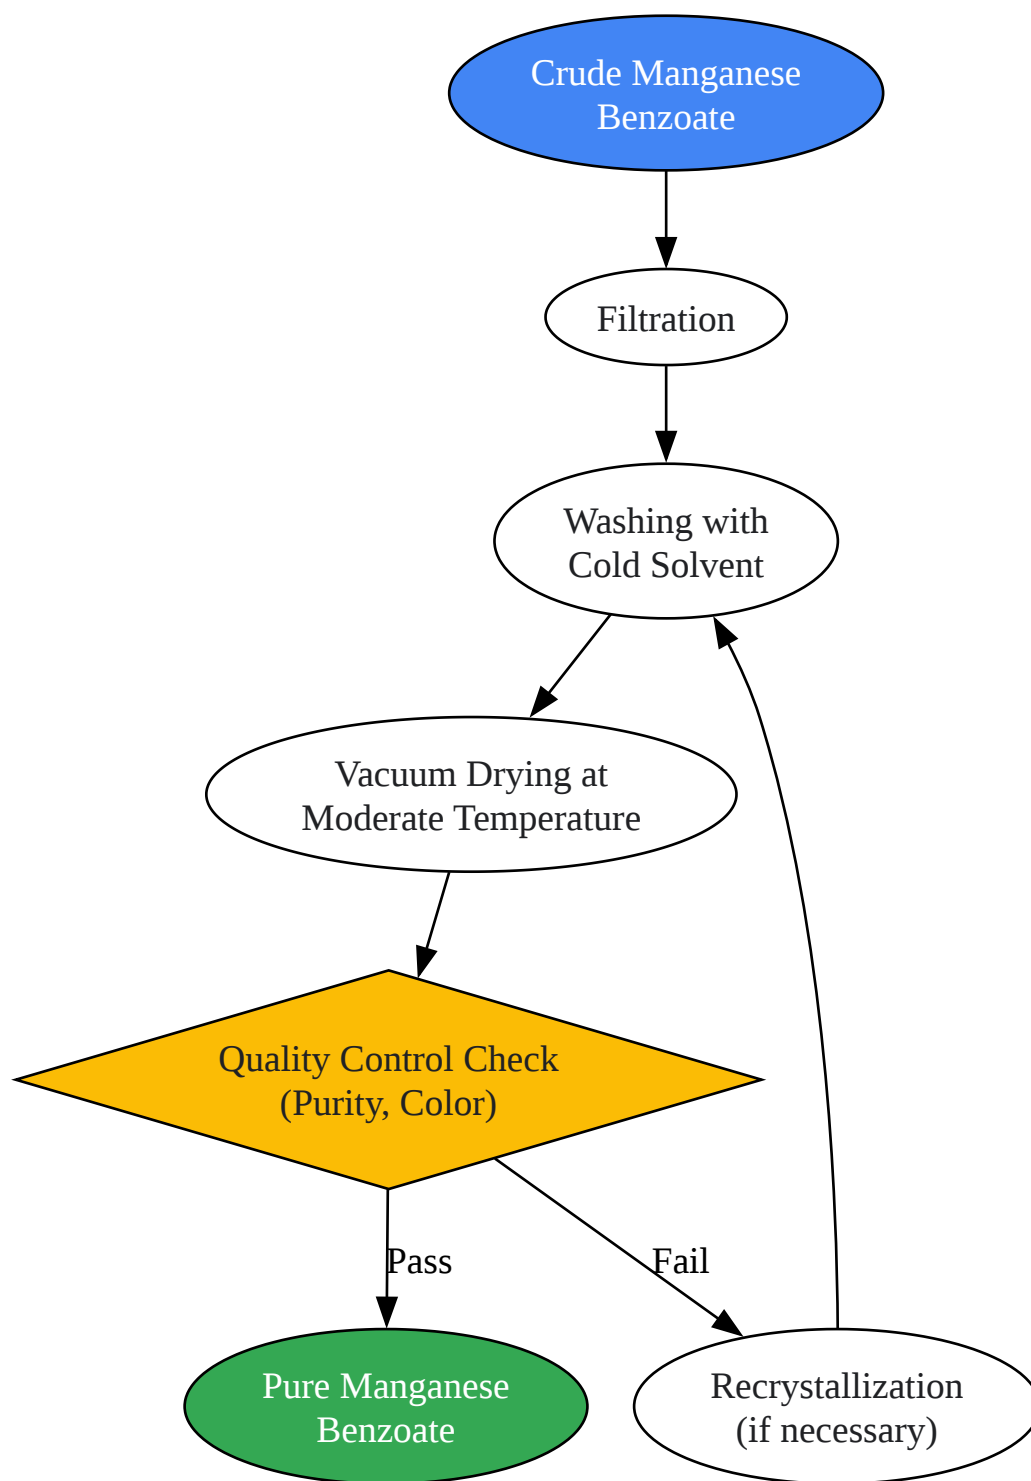 Crude Manganese
Benzoate
Filtration
Washing with
Cold Solvent
Vacuum Drying at
Moderate Temperature
Quality Control Check
(Purity, Color)
Pass
Fail
Pure Manganese
Benzoate
Recrystallization
(if necessary)